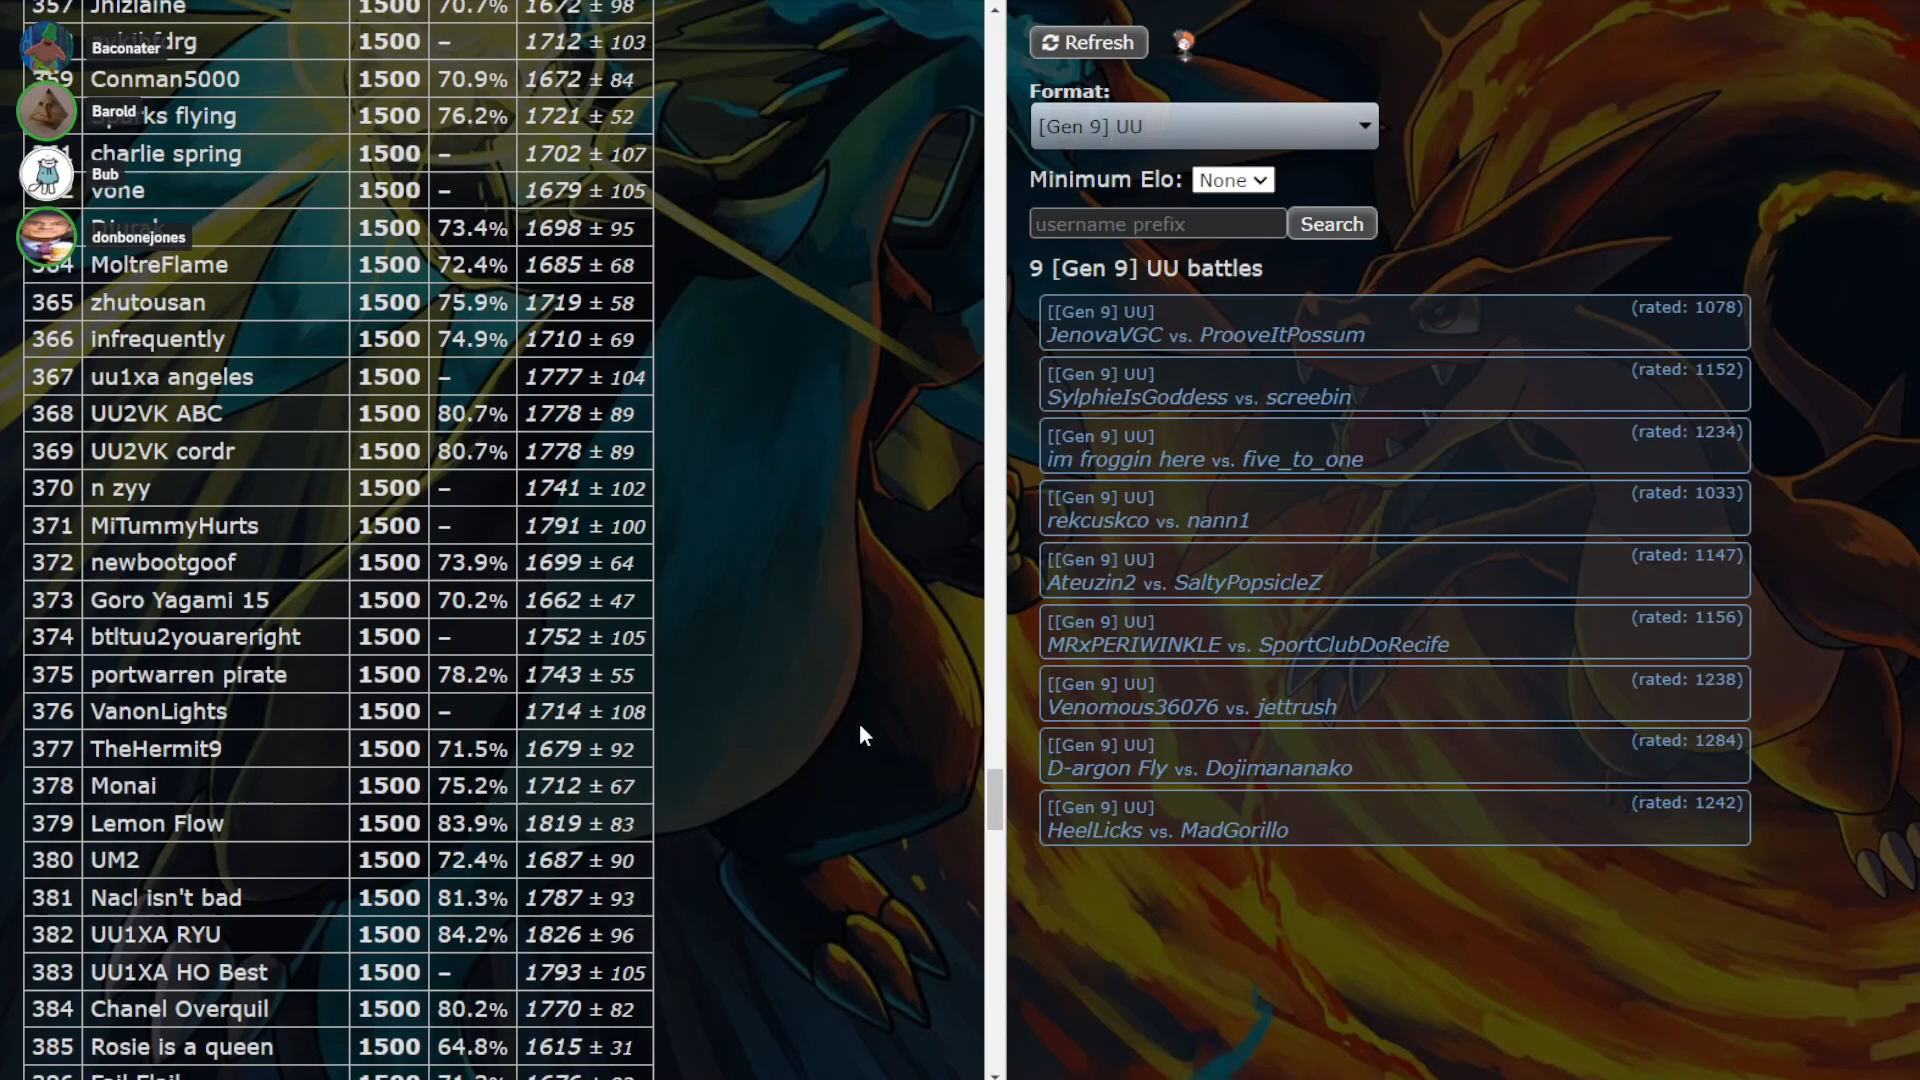 357 Jhizlaine 1500 70.7% 1672 ± 98
1500 – 1712 ± 103
Baconater
Conman5000 1500 70.9% 1672 ± 84
ks flying 1500 76.2% 1721 ± 52
Barold
charlie spring 1500 – 1702 ± 107
Bub
vone 1500 – 1679 ± 105
1500 73.4% 1698 ± 95
donbonejones
364 MoltreFlame 1500 72.4% 1685 ± 68
365 zhutousan 1500 75.9% 1719 ± 58
366 infrequently 1500 74.9% 1710 ± 69
367 uu1xa angeles 1500 – 1777 ± 104
368 UU2VK ABC 1500 80.7% 1778 ± 89
369 UU2VK cordr 1500 80.7% 1778 ± 89
370 n zyy 1500 – 1741 ± 102
371 MiTummyHurts 1500 – 1791 ± 100
372 newbootgoof 1500 73.9% 1699 ± 64
373 Goro Yagami 15 1500 70.2% 1662 ± 47
374 btltuu2youareright 1500 – 1752 ± 105
375 portwarren pirate 1500 78.2% 1743 ± 55
376 VanonLights 1500 – 1714 ± 108
377 TheHermit9 1500 71.5% 1679 ± 92
378 Monai 1500 75.2% 1712 ± 67
379 Lemon Flow 1500 83.9% 1819 ± 83
380 UM2 1500 72.4% 1687 ± 90
381 Nacl isn't bad 1500 81.3% 1787 ± 93
382 UU1XA RYU 1500 84.2% 1826 ± 96
383 UU1XA HO Best 1500 – 1793 ± 105
384 Chanel Overquil 1500 80.2% 1770 ± 82
385 Rosie is a queen 1500 64.8% 1615 ± 31
Refresh
Format:
[Gen 9] UU
Minimum Elo: None
username prefix Search
9 [Gen 9] UU battles
[[Gen 9] UU] (rated: 1078)
JenovaVGC vs. ProoveItPossum
[[Gen 9] UU] (rated: 1152)
SylphieIsGoddess vs. screebin
[[Gen 9] UU] (rated: 1234)
im froggin here vs. five_to_one
[[Gen 9] UU] (rated: 1033)
rekcuskco vs. nann1
[[Gen 9] UU] (rated: 1147)
Ateuzin2 vs. SaltyPopsicleZ
[[Gen 9] UU] (rated: 1156)
MRxPERIWINKLE vs. SportClubDoRecife
[[Gen 9] UU] (rated: 1238)
Venomous36076 vs. jettrush
[[Gen 9] UU] (rated: 1284)
D-argon Fly vs. Dojimananako
[[Gen 9] UU] (rated: 1242)
HeelLicks vs. MadGorillo